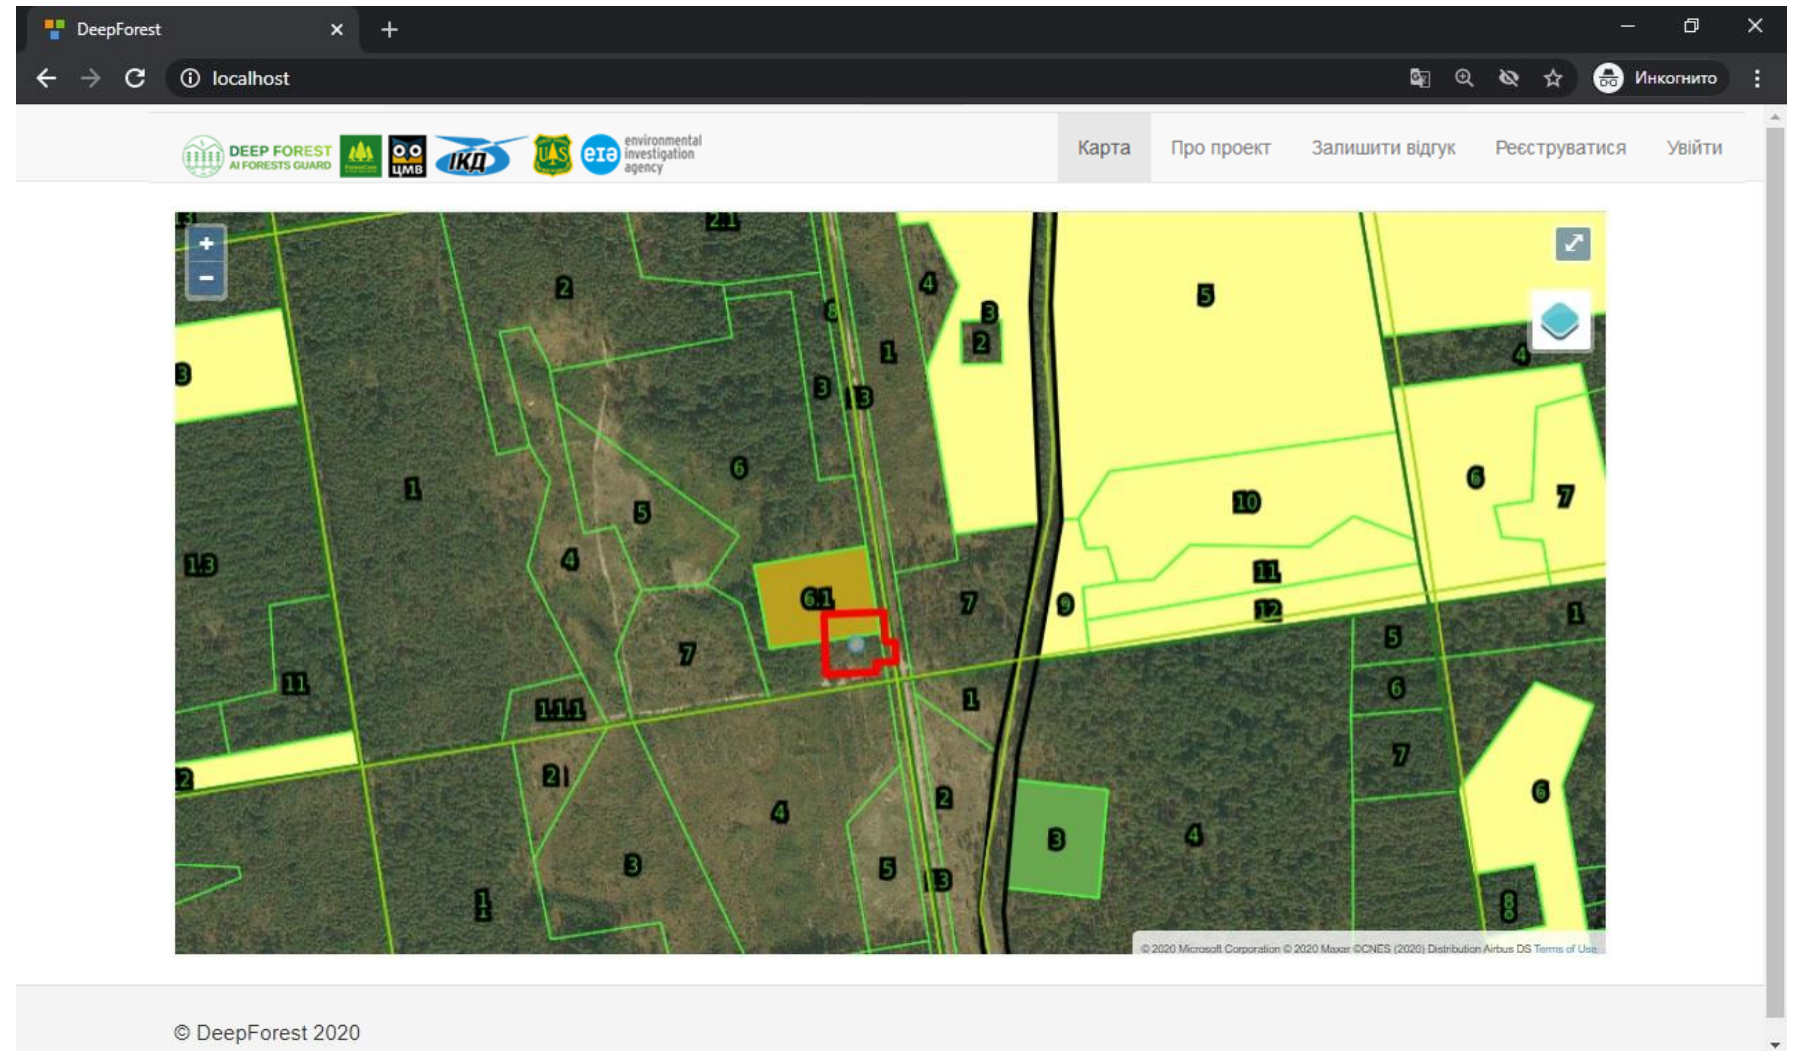 DeepForest
localhost
Инкогнито
DEEP FOREST
AI FORESTS GUARD
ЦМВ
ІКД
UAS
eia environmental
investigation
agency
Карта
Про проект
Залишити відгук
Реєструватися
Увійти
+
−
13
2.1
2
4
3
5
8
1
2
4
3
3
13
6
6
7
1
5
10
13
4
11
6.1
7
9
12
1
7
5
11
6
1
11.1
7
2
21
2
6
4
3
4
3
5
13
1
8
© 2020 Microsoft Corporation © 2020 Maxar ©CNES (2020) Distribution Airbus DS Terms of Use
© DeepForest 2020